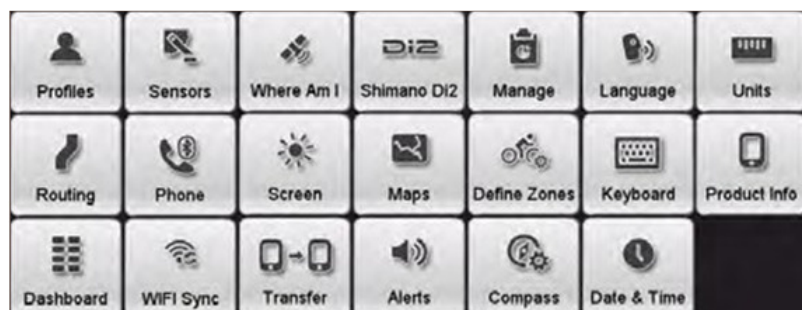 Di2
Profiles Sensors Where Am I Shimano Di2 Manage Language Units
Routing Phone Screen Maps Define Zones Keyboard Product Info
Dashboard WIFI Sync Transfer Alerts Compass Date & Time